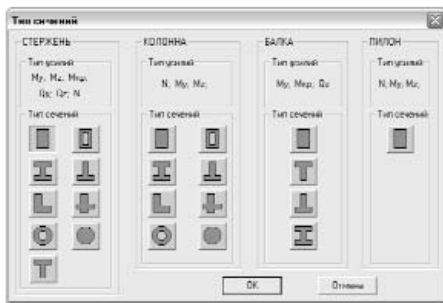 Тип сечений
СТЕРЖЕНЬ
Тип усилий
My, Mz, Mкр,
Qy, Qz, N
Тип сечений
КОЛОННА
Тип усилий
N, My, Mz,
Тип сечений
БАЛКА
Тип усилий
My, Mкр, Qz
Тип сечений
ПИЛОН
Тип усилий
N, My, Mz,
Тип сечений
OK
Отмена